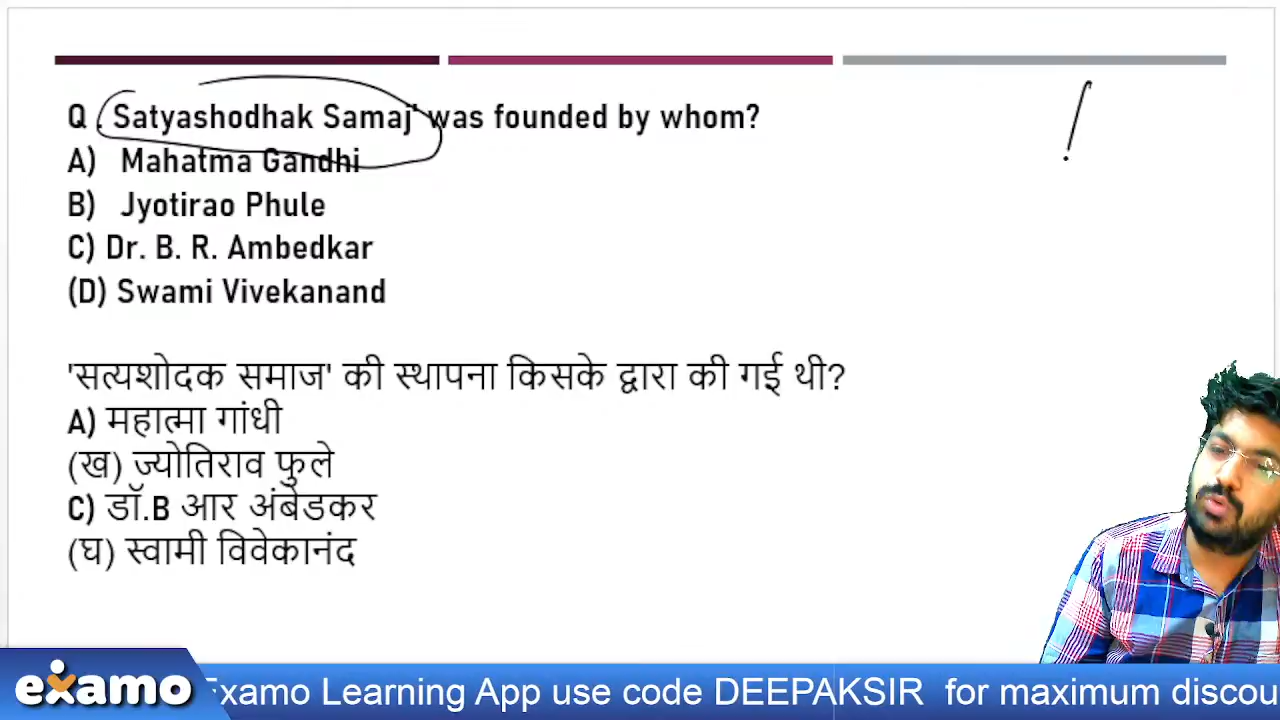 Q . Satyashodhak Samaj' was founded by whom?
A) Mahatma Gandhi
B) Jyotirao Phule
C) Dr. B. R. Ambedkar
(D) Swami Vivekanand
'सत्यशोदक समाज' की स्थापना किसके द्वारा की गई थी?
A) महात्मा गांधी
(ख) ज्योतिराव फुले
C) डॉ.B आर अंबेडकर
(घ) स्वामी विवेकानंद
examo Examo Learning App use code DEEPAKSIR for maximum discou